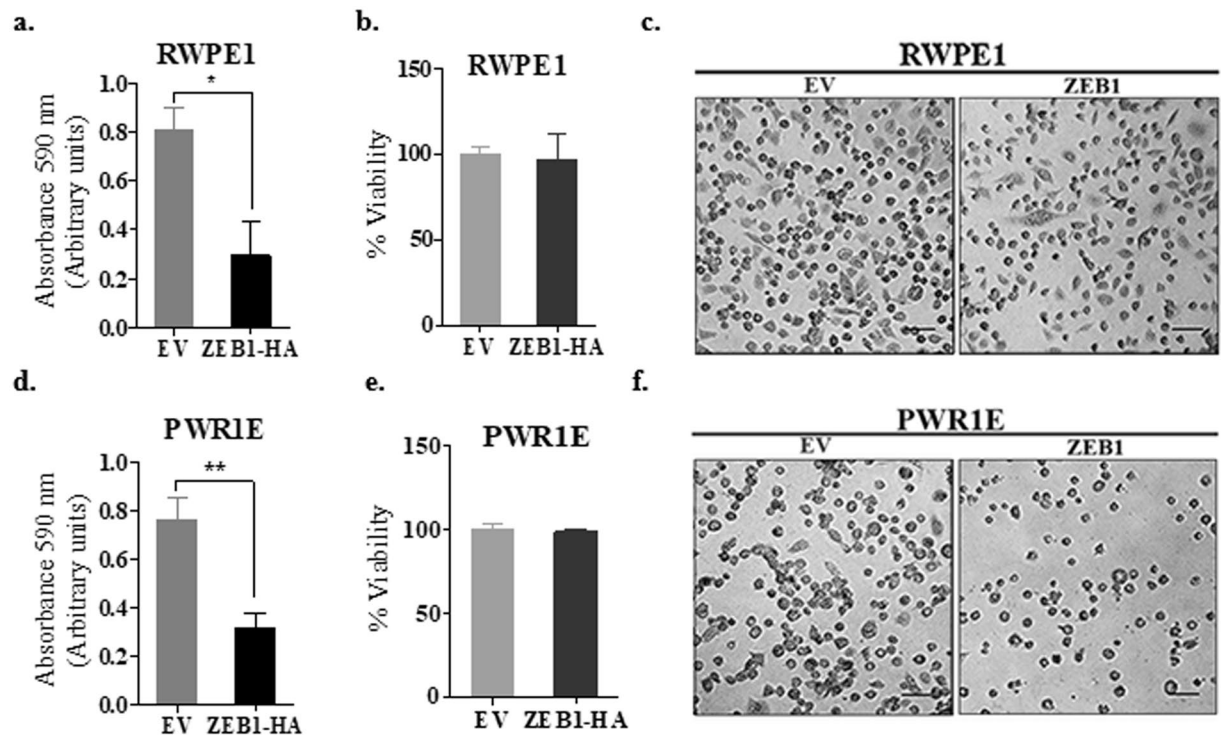 a.
RWPE1
1.0
0.8
0.6
0.4
0.2
0.0
*
Absorbance 590 nm
(Arbitrary units)
EV ZEB1-HA
b.
RWPE1
150
100
50
0
% Viability
EV ZEB1-HA
c.
RWPE1
EV ZEB1
d.
PWR1E
1.0
0.8
0.6
0.4
0.2
0.0
**
Absorbance 590 nm
(Arbitrary units)
EV ZEB1-HA
e.
PWR1E
150
100
50
0
% Viability
EV ZEB1-HA
f.
PWR1E
EV ZEB1